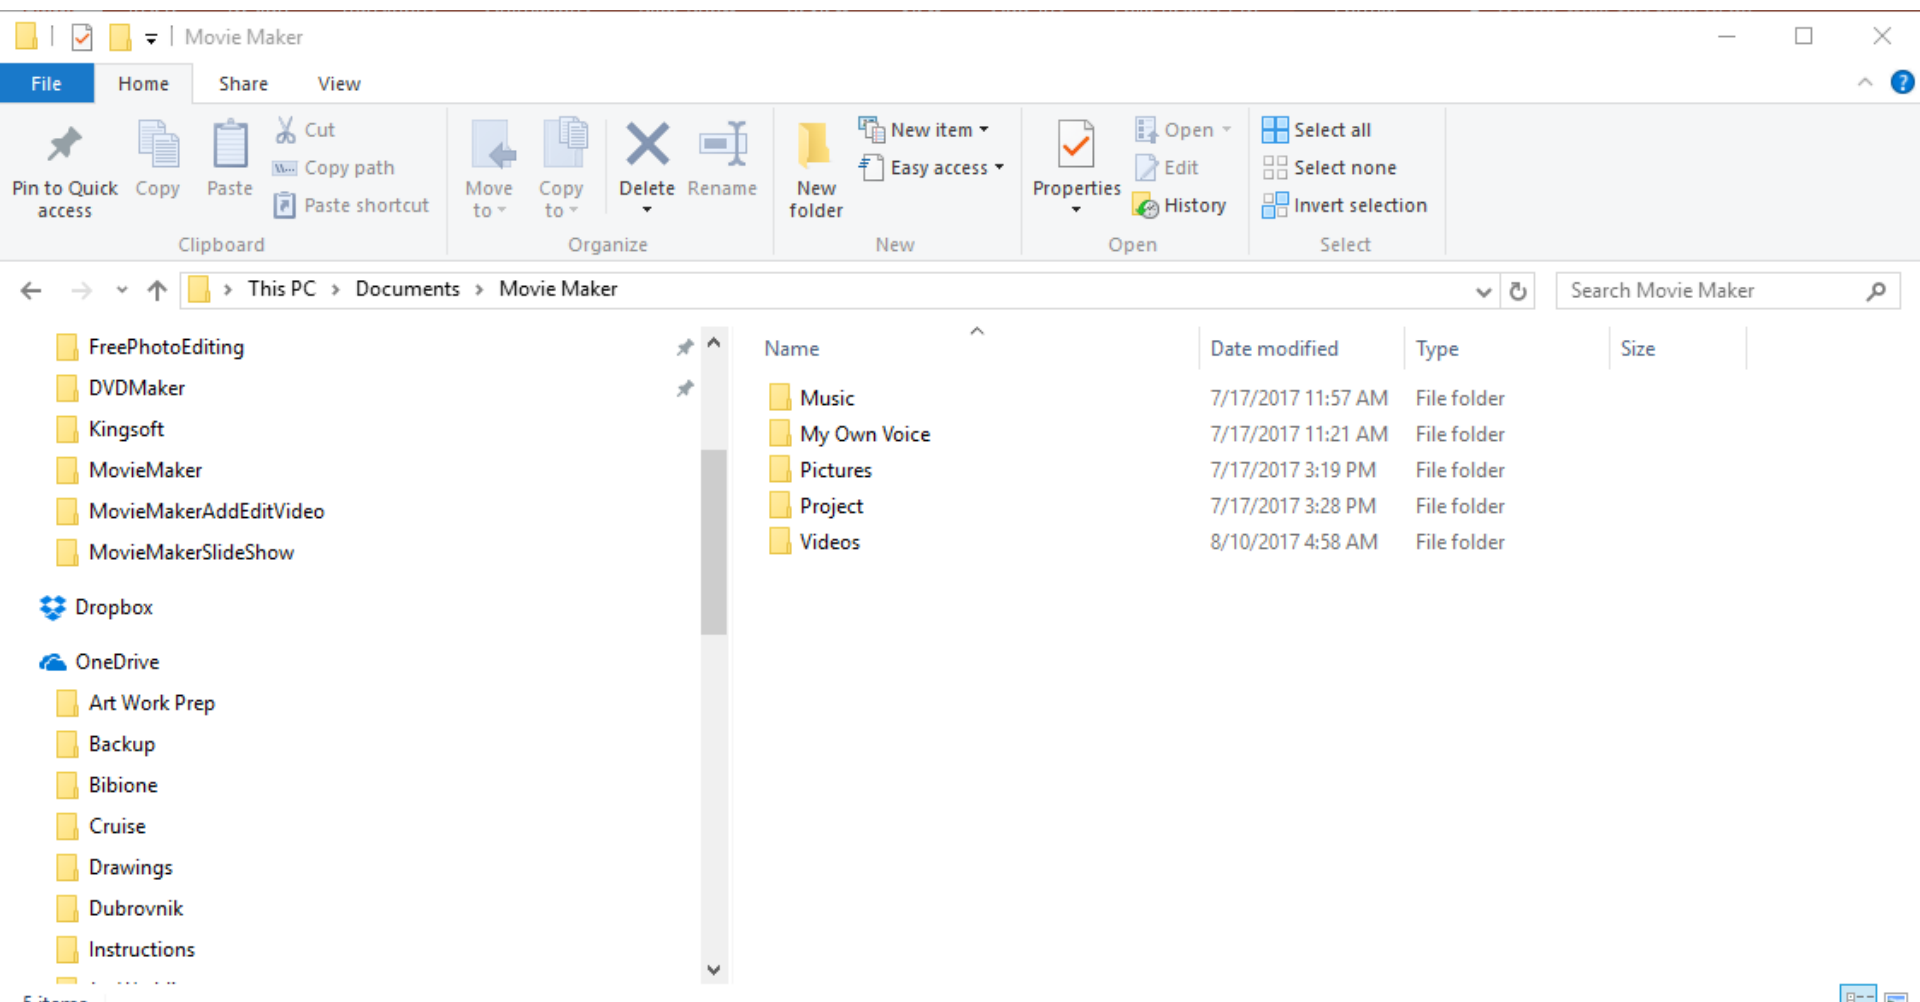 Movie Maker
File Home Share View
Pin to Quick access
Copy
Paste
Cut
Copy path
Paste shortcut
Clipboard
Move to
Copy to
Delete
Rename
Organize
New folder
New item
Easy access
New
Properties
Open
Edit
History
Open
Select all
Select none
Invert selection
Select
This PC > Documents > Movie Maker
Search Movie Maker
FreePhotoEditing
DVDMaker
Kingsoft
MovieMaker
MovieMakerAddEditVideo
MovieMakerSlideShow
Dropbox
OneDrive
Art Work Prep
Backup
Bibione
Cruise
Drawings
Dubrovnik
Instructions
Name Date modified Type Size
Music 7/17/2017 11:57 AM File folder
My Own Voice 7/17/2017 11:21 AM File folder
Pictures 7/17/2017 3:19 PM File folder
Project 7/17/2017 3:28 PM File folder
Videos 8/10/2017 4:58 AM File folder
5 items